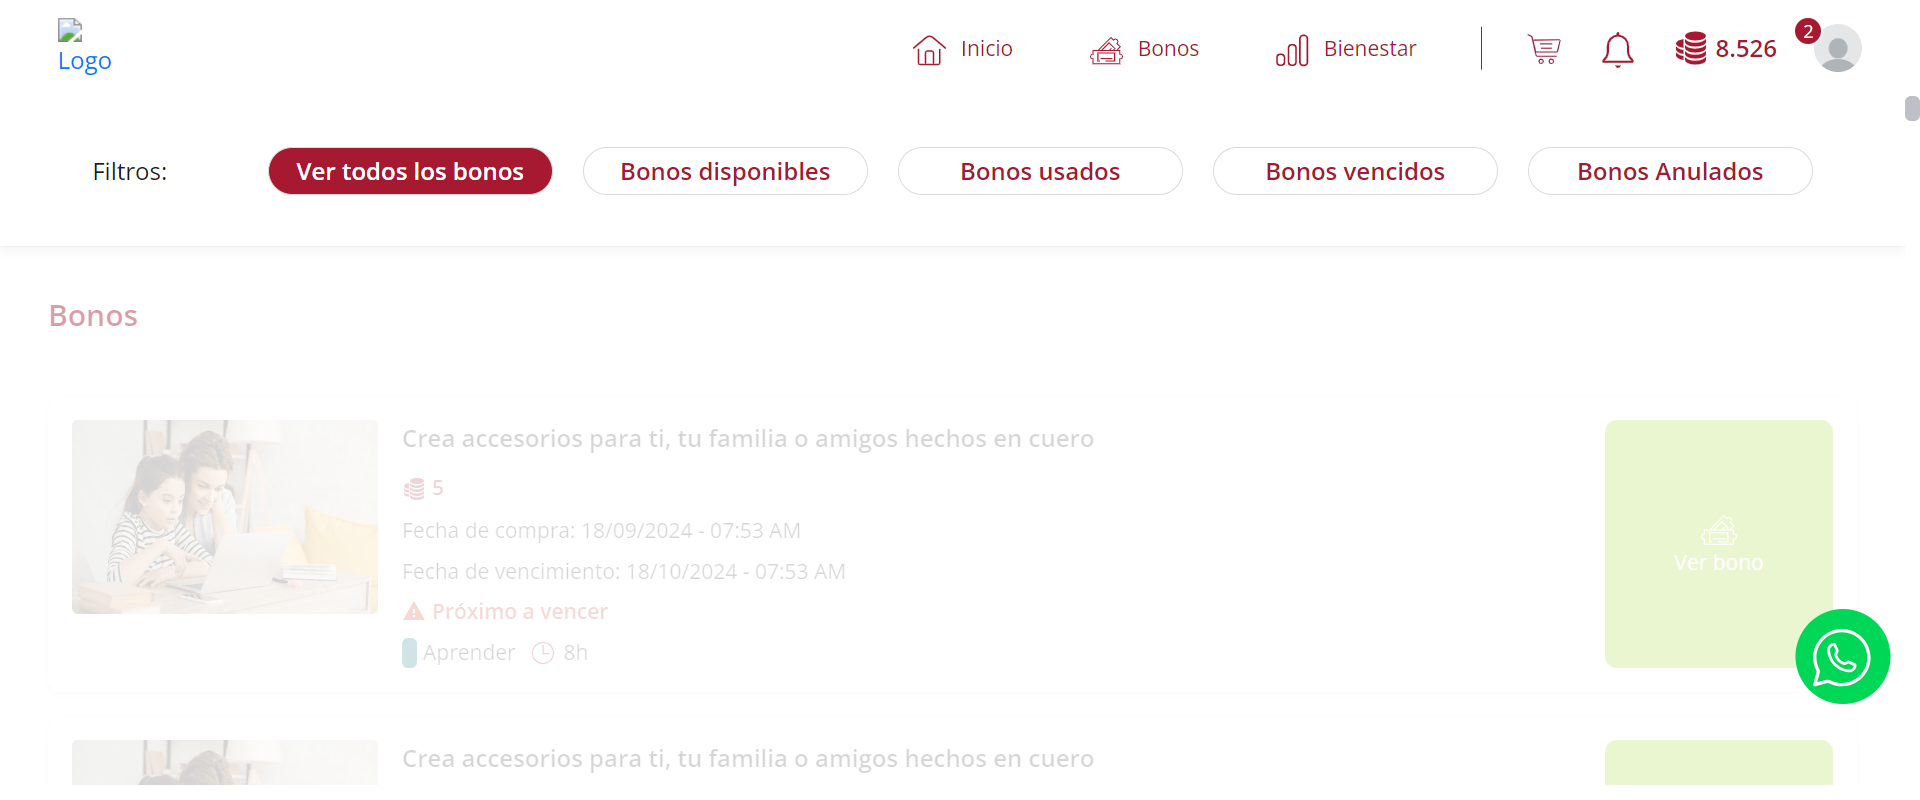 Logo
Inicio
Bonos
Bienestar
8.526
2
Filtros:
Ver todos los bonos
Bonos disponibles
Bonos usados
Bonos vencidos
Bonos Anulados
Bonos
Crea accesorios para ti, tu familia o amigos hechos en cuero
5
Fecha de compra: 18/09/2024 - 07:53 AM
Fecha de vencimiento: 18/10/2024 - 07:53 AM
Próximo a vencer
Aprender
8h
Ver bono
Crea accesorios para ti, tu familia o amigos hechos en cuero